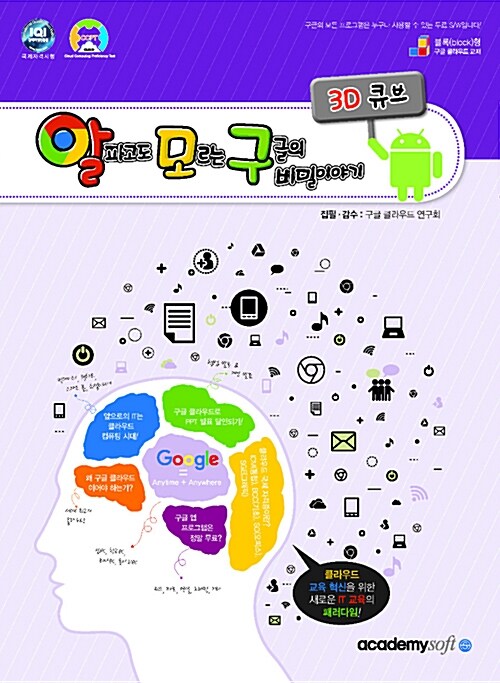 구글의 모든 프로그램은 누구나 사용할 수 있는 무료 S/W입니다!
IQI
국제자격시험
CCPT
Cloud Computing Proficiency Test
블록(block)형
구글 클라우드 교재
3D 큐브
알파고도 모르는 구글의
비밀이야기
집필·감수 : 구글 클라우드 연구회
앞으로의 IT는
클라우드
컴퓨팅 시대!
구글 클라우드로
PPT 발표 달인되기!
왜 구글 클라우드
이어야 하는가?
Google
=
Anytime + Anywhere
구글 앱
프로그램은
정말 무료?
클라우드
교육 혁신을 위한
새로운 IT 교육의
패러다임!
academysoft